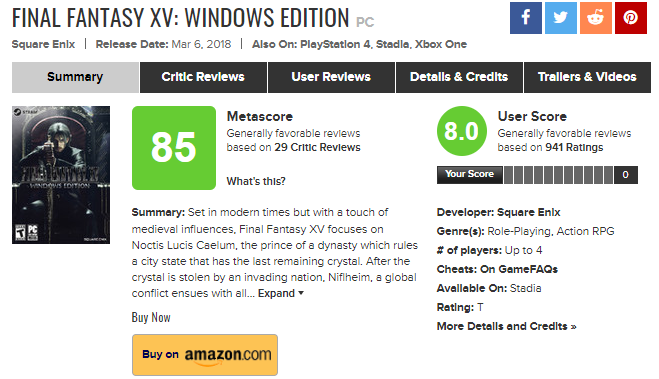 FINAL FANTASY XV: WINDOWS EDITION PC
Square Enix | Release Date: Mar 6, 2018 | Also On: PlayStation 4, Stadia, Xbox One
Summary
Critic Reviews
User Reviews
Details & Credits
Trailers & Videos
STEAM
FINAL FANTASY XV
WINDOWS EDITION
PC
SQUARE ENIX
85
Metascore
Generally favorable reviews
based on 29 Critic Reviews
What's this?
8.0
User Score
Generally favorable reviews
based on 941 Ratings
Your Score
0
Summary: Set in modern times but with a touch of
medieval influences, Final Fantasy XV focuses on
Noctis Lucis Caelum, the prince of a dynasty which rules
a city state that has the last remaining crystal. After the
crystal is stolen by an invading nation, Niflheim, a global
conflict ensues with all... Expand
Buy Now
Buy on amazon.com
Developer: Square Enix
Genre(s): Role-Playing, Action RPG
# of players: Up to 4
Cheats: On GameFAQs
Available On: Stadia
Rating: T
More Details and Credits »